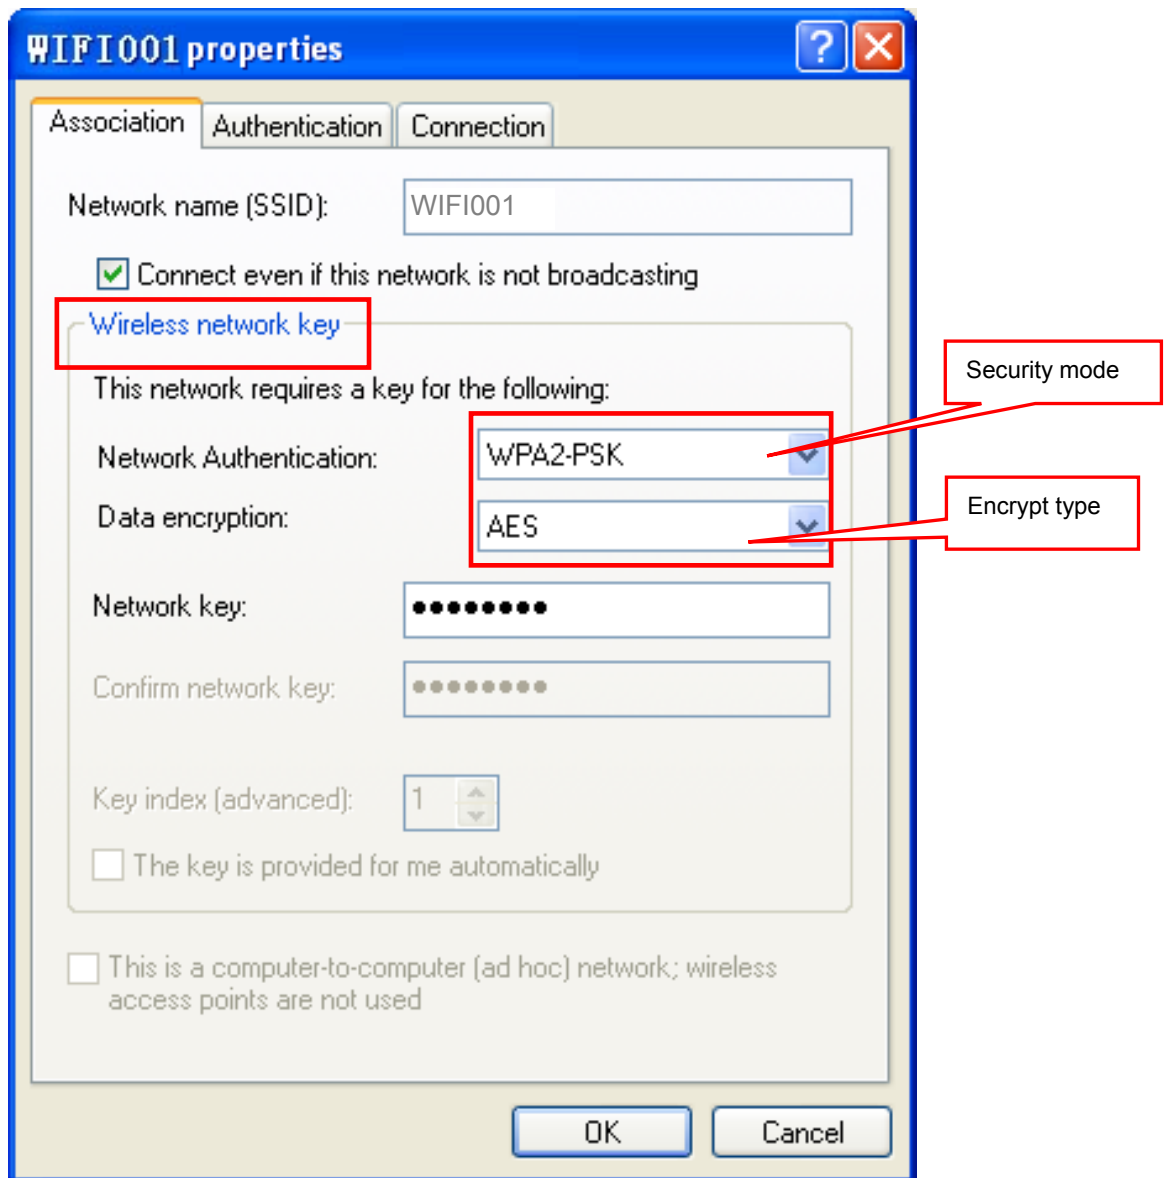 WIFI001 properties
Association
Authentication
Connection
Network name (SSID):
WIFI001
Connect even if this network is not broadcasting
Wireless network key
This network requires a key for the following:
Security mode
Network Authentication:
WPA2-PSK
Data encryption:
AES
Encrypt type
Network key:
••••••••
Confirm network key:
••••••••
Key index (advanced):
1
The key is provided for me automatically
This is a computer-to-computer (ad hoc) network; wireless
access points are not used
OK
Cancel